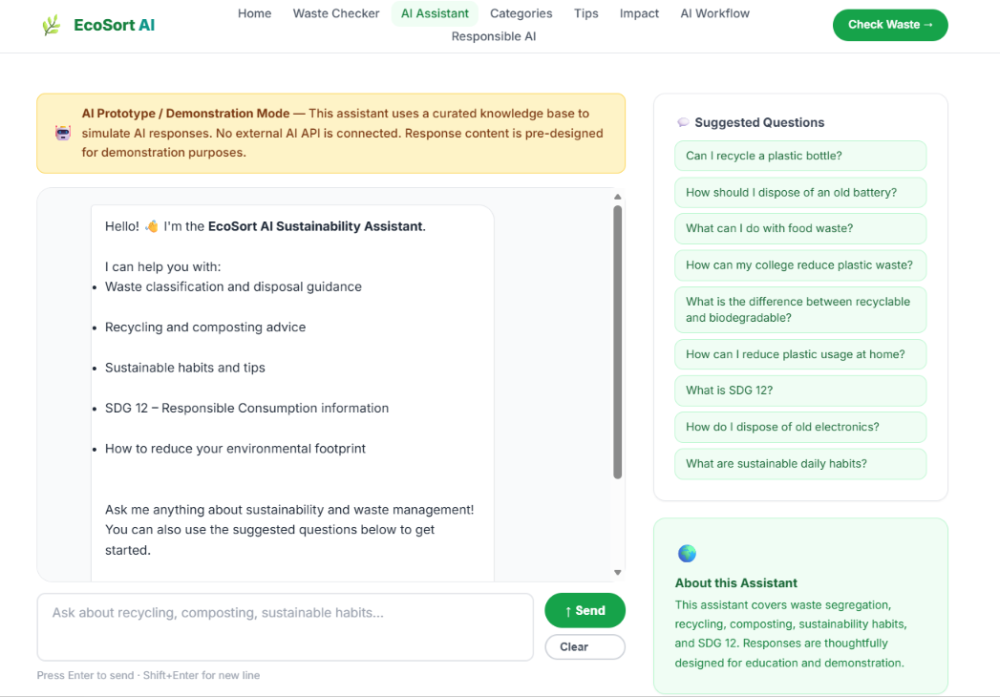 EcoSort AI
Home Waste Checker AI Assistant Categories Tips Impact AI Workflow
Responsible AI
Check Waste →
AI Prototype / Demonstration Mode — This assistant uses a curated knowledge base to
simulate AI responses. No external AI API is connected. Response content is pre-designed
for demonstration purposes.
Hello! 👋 I'm the EcoSort AI Sustainability Assistant.
I can help you with:
• Waste classification and disposal guidance
• Recycling and composting advice
• Sustainable habits and tips
• SDG 12 – Responsible Consumption information
• How to reduce your environmental footprint
Ask me anything about sustainability and waste management!
You can also use the suggested questions below to get
started.
Ask about recycling, composting, sustainable habits...
↑ Send
Clear
Press Enter to send · Shift+Enter for new line
Suggested Questions
Can I recycle a plastic bottle?
How should I dispose of an old battery?
What can I do with food waste?
How can my college reduce plastic waste?
What is the difference between recyclable
and biodegradable?
How can I reduce plastic usage at home?
What is SDG 12?
How do I dispose of old electronics?
What are sustainable daily habits?
About this Assistant
This assistant covers waste segregation,
recycling, composting, sustainability habits,
and SDG 12. Responses are thoughtfully
designed for education and demonstration.